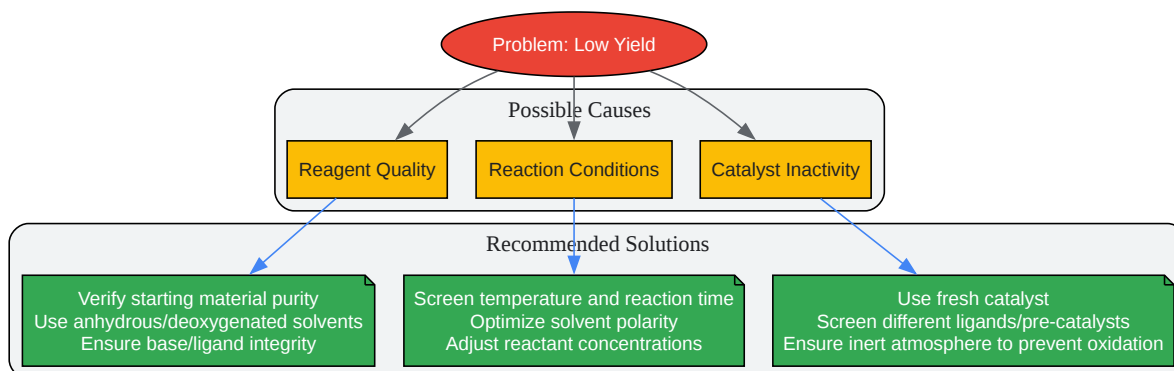 Problem: Low Yield
Possible Causes
Reagent Quality
Reaction Conditions
Catalyst Inactivity
Recommended Solutions
Verify starting material purity
Use anhydrous/deoxygenated solvents
Ensure base/ligand integrity
Screen temperature and reaction time
Optimize solvent polarity
Adjust reactant concentrations
Use fresh catalyst
Screen different ligands/pre-catalysts
Ensure inert atmosphere to prevent oxidation